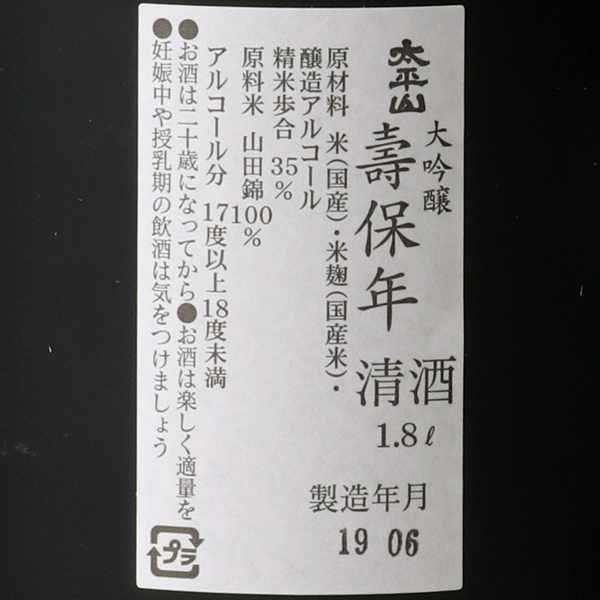 太平山
大吟醸
壽保年
清酒
1.8ℓ
製造年月
19 06
原材料 米(国産)・米麹(国産米)・
醸造アルコール
精米歩合 35%
原料米 山田錦100%
アルコール分 17度以上18度未満
●お酒は二十歳になってから●お酒は楽しく適量を
●妊娠中や授乳期の飲酒は気をつけましょう
プラ